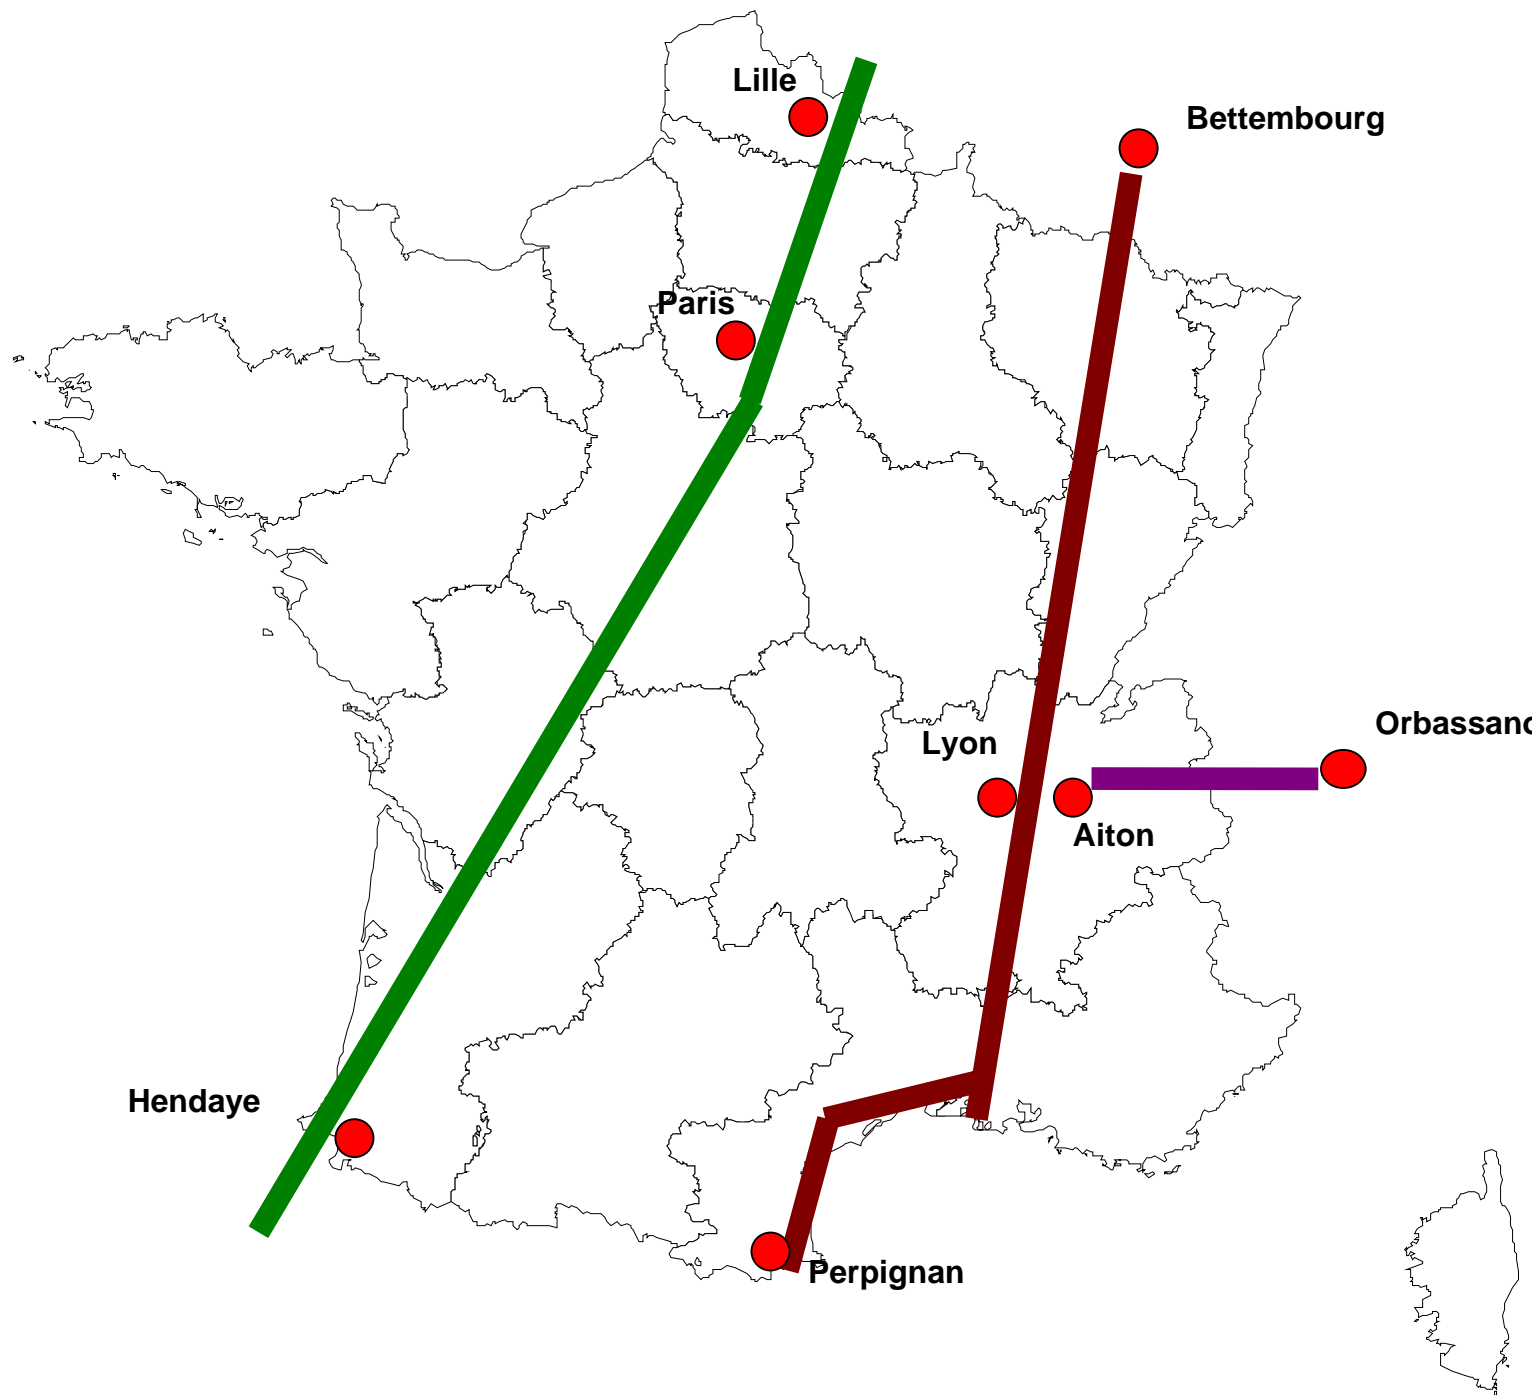 Lille
Bettembourg
Paris
Orbassano
Lyon
Aiton
Hendaye
Perpignan